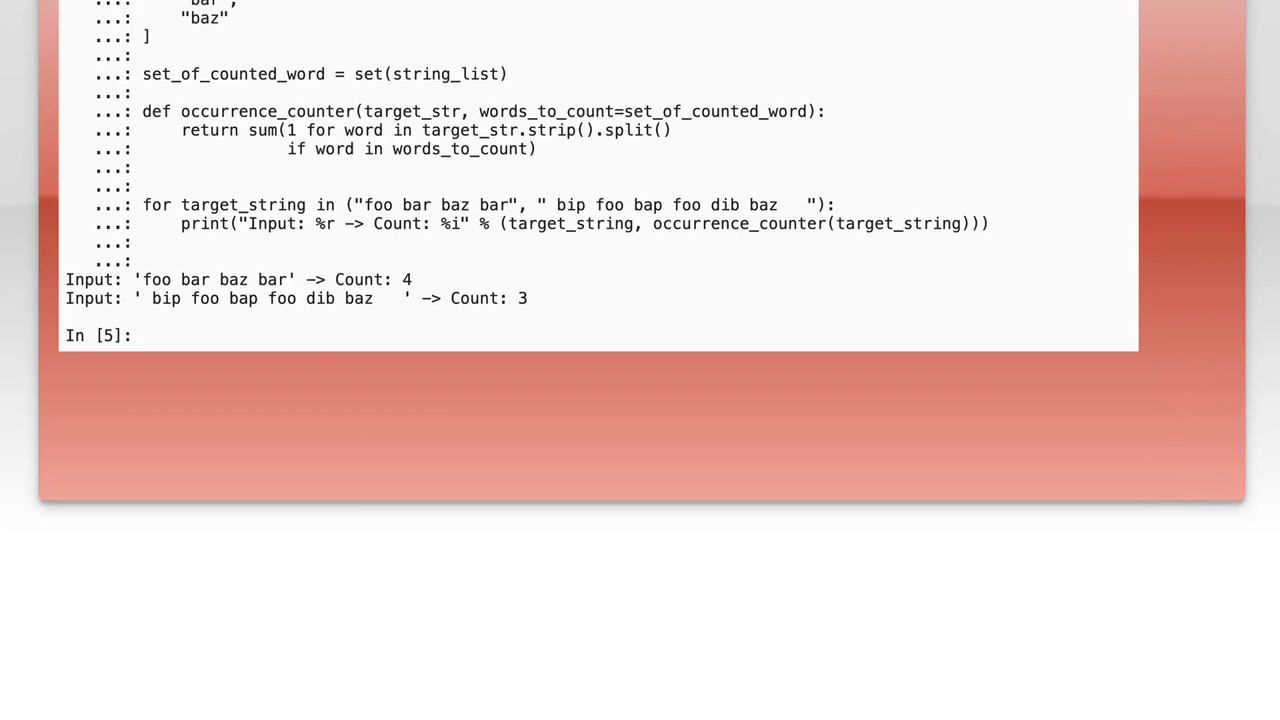 ...: "bar",
...: "baz"
...: ]
...:
...: set_of_counted_word = set(string_list)
...:
...: def occurrence_counter(target_str, words_to_count=set_of_counted_word):
...: return sum(1 for word in target_str.strip().split()
...: if word in words_to_count)
...:
...:
...: for target_string in ("foo bar baz bar", " bip foo bap foo dib baz   "):
...: print("Input: %r -> Count: %i" % (target_string, occurrence_counter(target_string)))
...:
...:
Input: 'foo bar baz bar' -> Count: 4
Input: ' bip foo bap foo dib baz   ' -> Count: 3
In [5]: